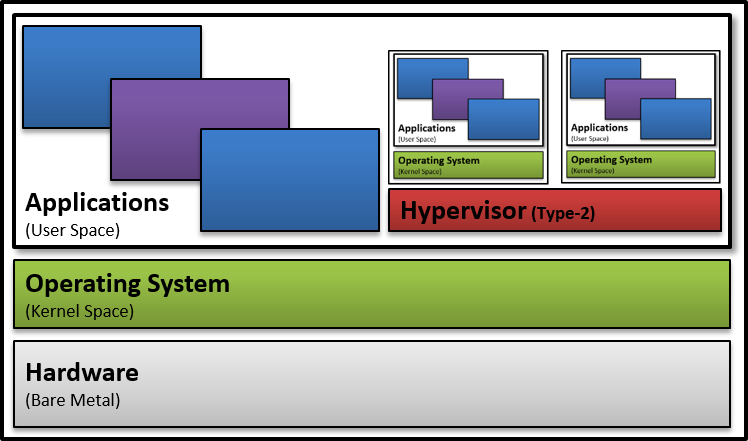 Applications
(User Space)
Applications
(User Space)
Operating System
(Kernel Space)
Applications
(User Space)
Operating System
(Kernel Space)
Hypervisor (Type-2)
Operating System
(Kernel Space)
Hardware
(Bare Metal)